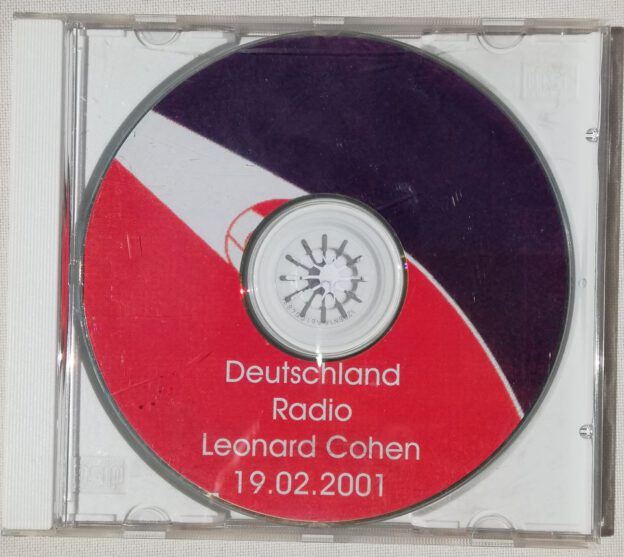 Deutschland
Radio
Leonard Cohen
19.02.2001